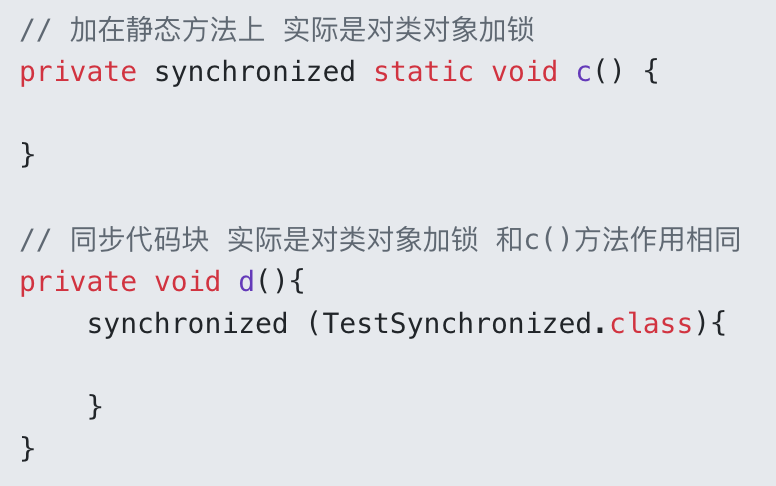 // 加在静态方法上 实际是对类对象加锁
private synchronized static void c() {
}
// 同步代码块 实际是对类对象加锁 和c()方法作用相同
private void d(){
    synchronized (TestSynchronized.class){
    }
}